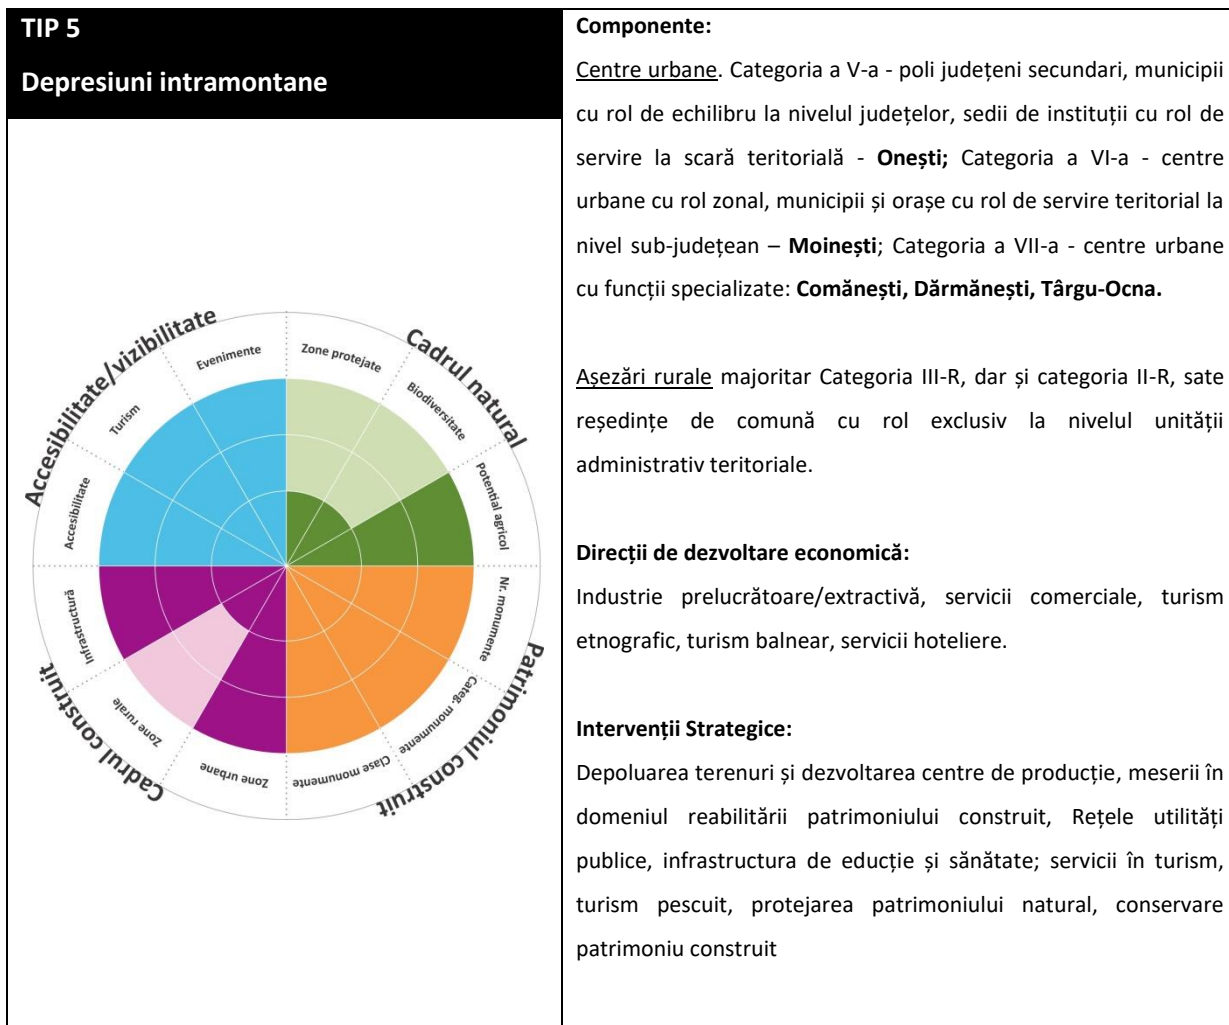 TIP 5
Depresiuni intramontane
Accesibilitate/vizibilitate
Cadrul natural
Patrimoniul construit
Cadrul construit
Evenimente
Zone protejate
Biodiversitate
Potential agricol
Nr. monumente
Categ. monumente
Clase monumente
Zone urbane
Zone rurale
Infrastructură
Accesibilitate
Turism
Componente:
Centre urbane. Categoria a V-a - poli județeni secundari, municipii
cu rol de echilibru la nivelul județelor, sedii de instituții cu rol de
servire la scară teritorială - Onești; Categoria a VI-a - centre
urbane cu rol zonal, municipii și orașe cu rol de servire teritorial la
nivel sub-județean – Moinești; Categoria a VII-a - centre urbane
cu funcții specializate: Comănești, Dărmănești, Târgu-Ocna.
Așezări rurale majoritar Categoria III-R, dar și categoria II-R, sate
reședințe de comună cu rol exclusiv la nivelul unității
administrativ teritoriale.
Direcții de dezvoltare economică:
Industrie prelucrătoare/extractivă, servicii comerciale, turism
etnografic, turism balnear, servicii hoteliere.
Intervenții Strategice:
Depoluarea terenuri și dezvoltarea centre de producție, meserii în
domeniul reabilitării patrimoniului construit, Rețele utilități
publice, infrastructura de educție și sănătate; servicii în turism,
turism pescuit, protejarea patrimoniului natural, conservare
patrimoniu construit